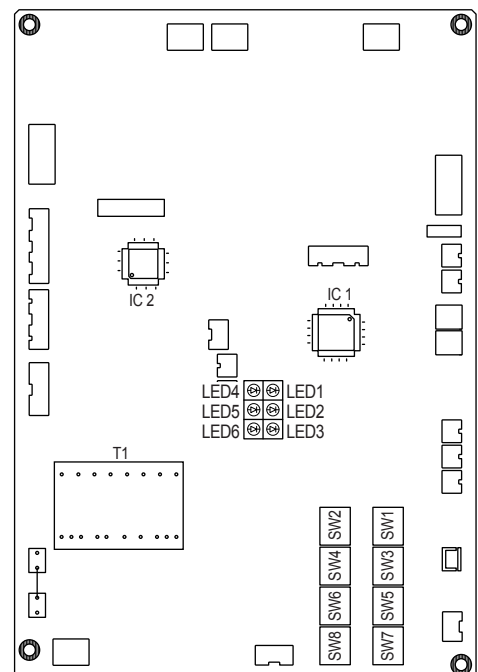 IC 2
IC 1
LED4 LED1
LED5 LED2
LED6 LED3
T1
SW2 SW1
SW4 SW3
SW6 SW5
SW8 SW7